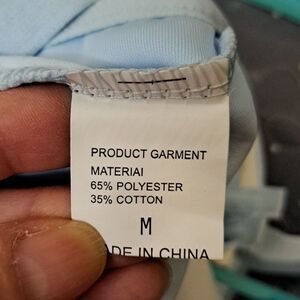 PRODUCT GARMENT
MATERIAI
65% POLYESTER
35% COTTON
M
ADE IN CHINA